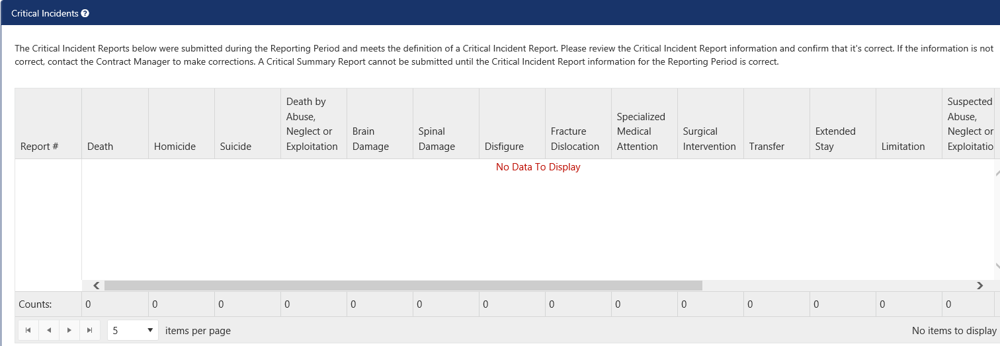 Critical Incidents
The Critical Incident Reports below were submitted during the Reporting Period and meets the definition of a Critical Incident Report. Please review the Critical Incident Report information and confirm that it's correct. If the information is not
correct, contact the Contract Manager to make corrections. A Critical Summary Report cannot be submitted until the Critical Incident Report information for the Reporting Period is correct.
Report #
Death
Homicide
Suicide
Death by
Abuse,
Neglect or
Exploitation
Brain
Damage
Spinal
Damage
Disfigure
Fracture
Dislocation
Specialized
Medical
Attention
Surgical
Intervention
Transfer
Extended
Stay
Limitation
Suspected
Abuse,
Neglect or
Exploitatio
No Data To Display
Counts: 0 0 0 0 0 0 0 0 0 0 0 0 0 0
5 items per page No items to display